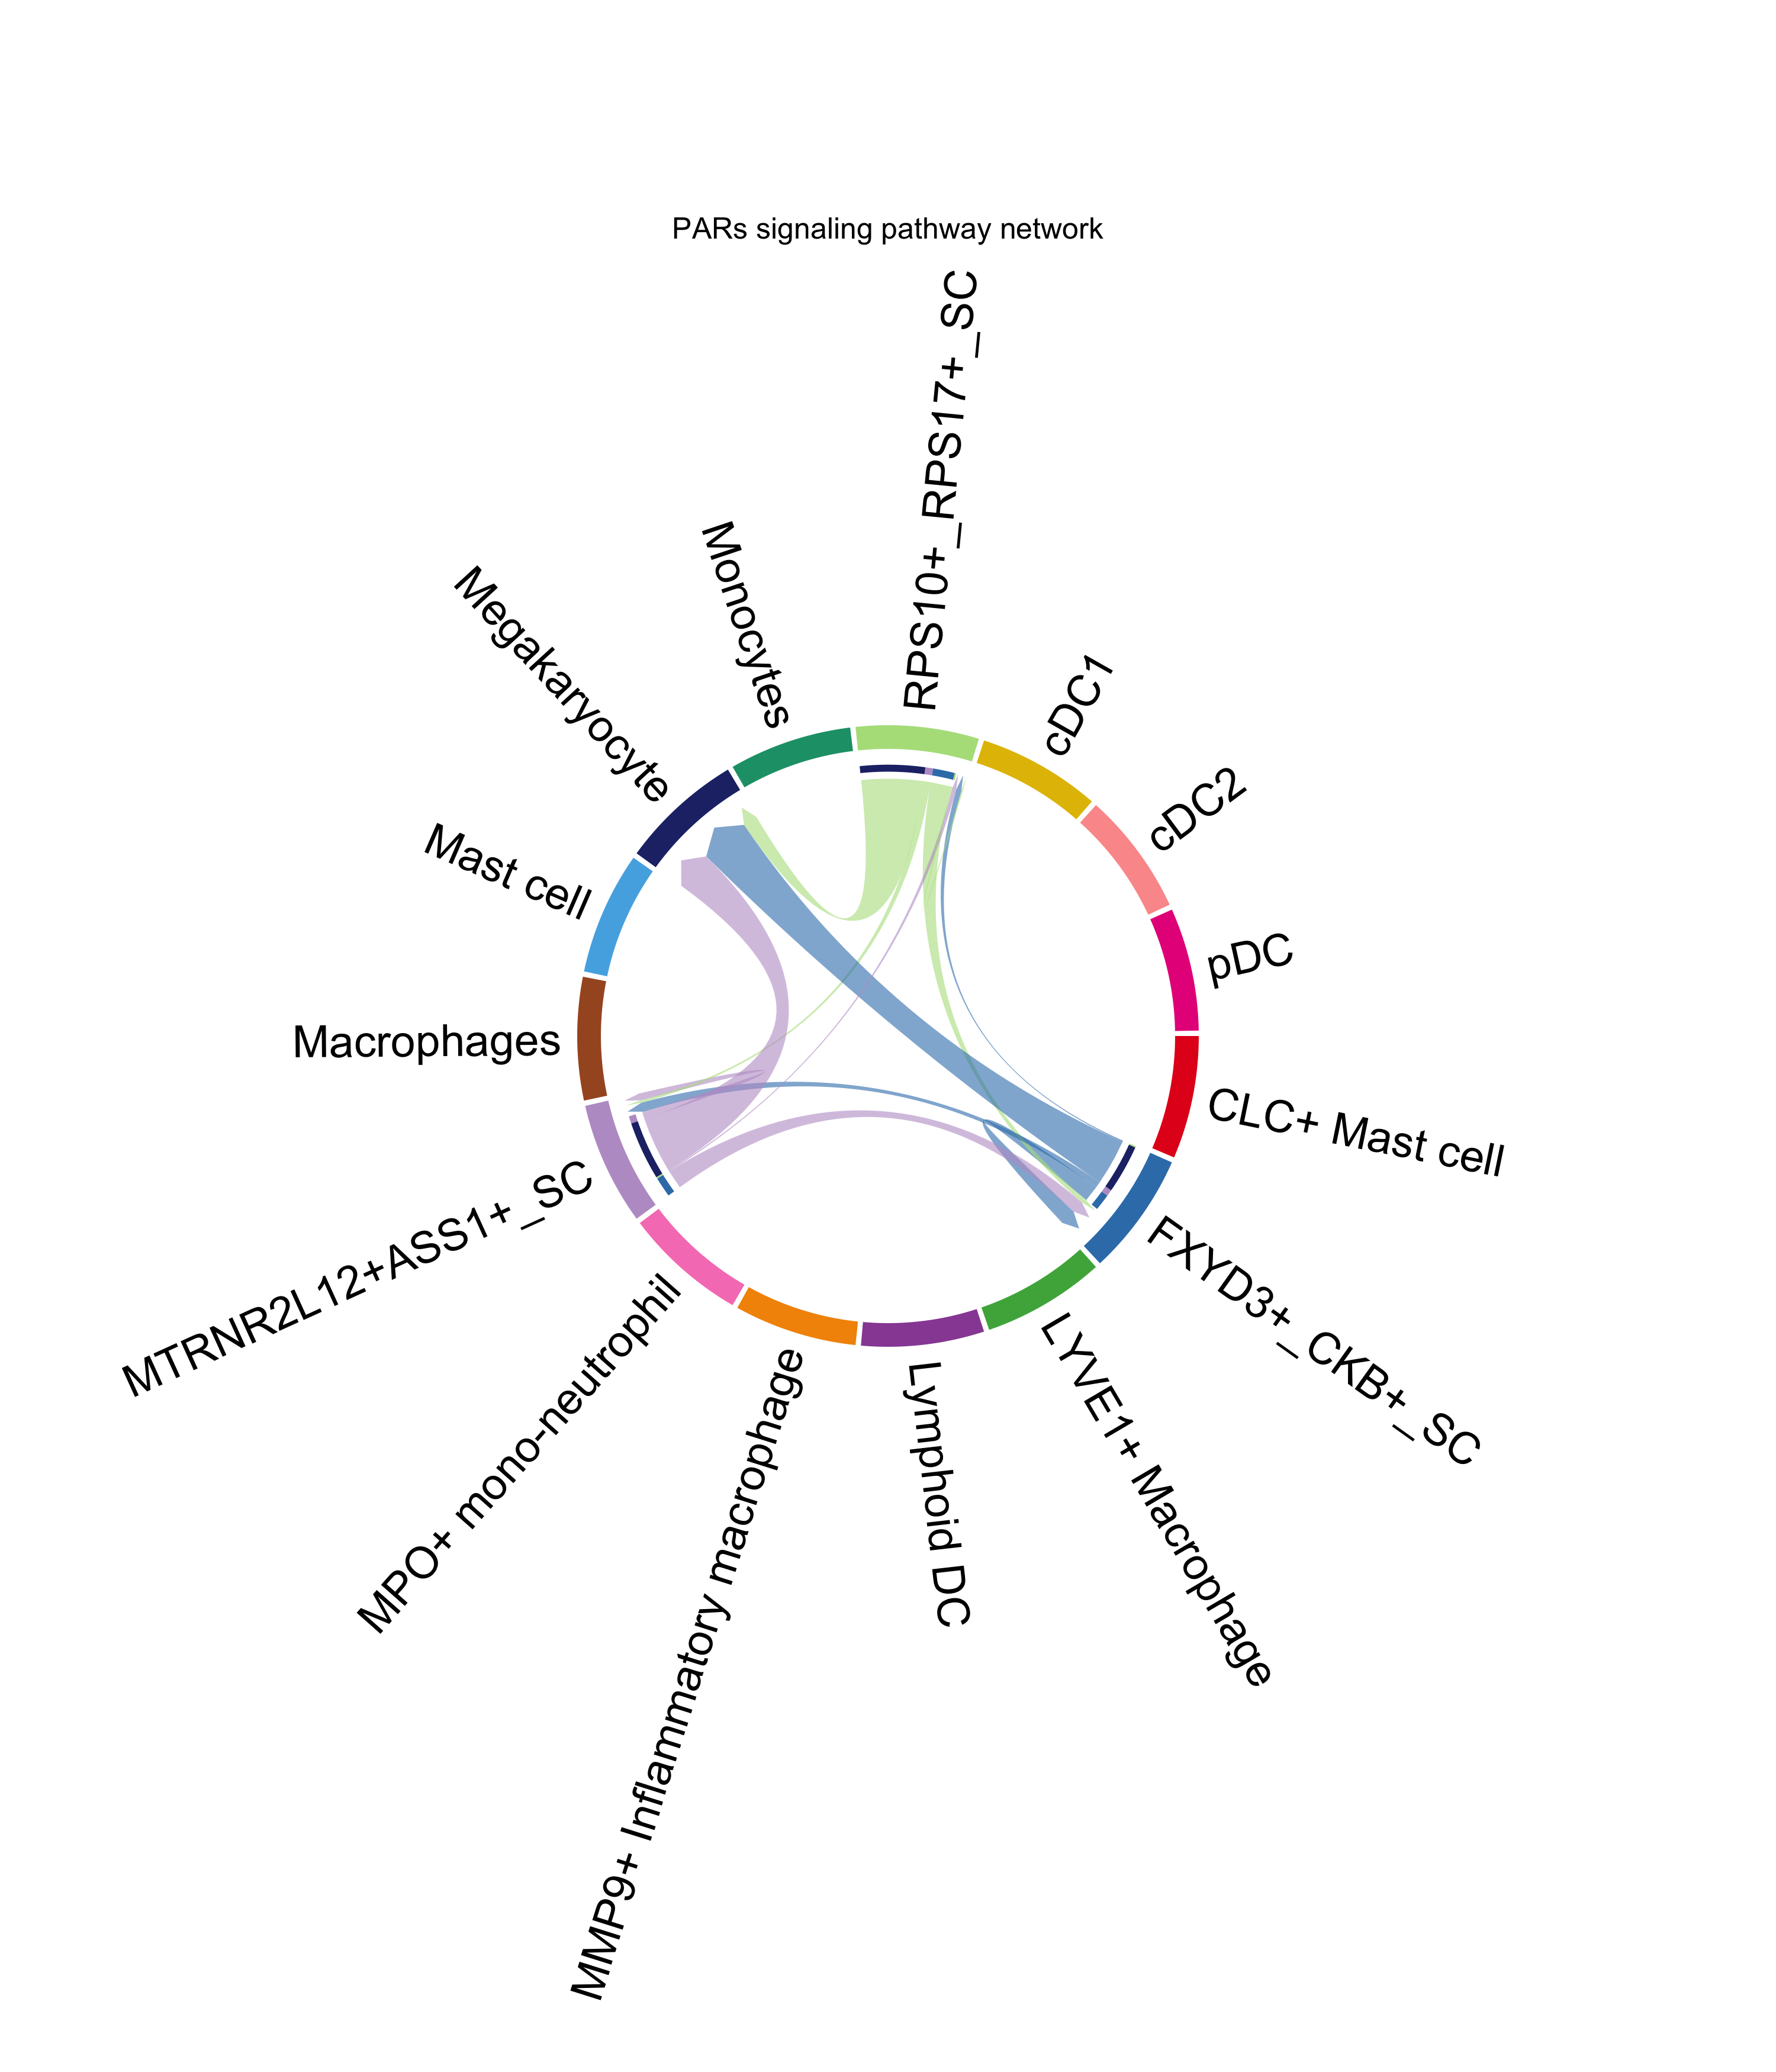 PARs signaling pathway network
RPS10+_RPS17+_SC
cDC1
cDC2
pDC
CLC+ Mast cell
FXYD3+_CKB+_SC
LYVE1+ Macrophage
Lymphoid DC
MMP9+ Inflammatory macrophage
MPO+ mono-neutrophil
MTRNR2L12+ASS1+_SC
Macrophages
Mast cell
Megakaryocyte
Monocytes